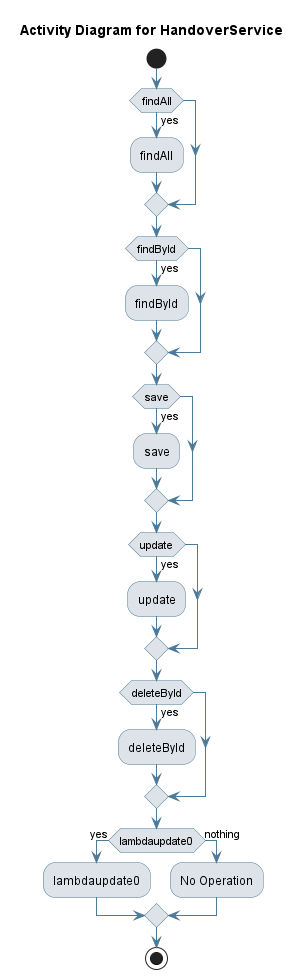 Activity Diagram for HandoverService
findAll
yes
findAll
findById
yes
findById
save
yes
save
update
yes
update
deleteById
yes
deleteById
yes
lambdaupdate0
nothing
lambdaupdate0
No Operation